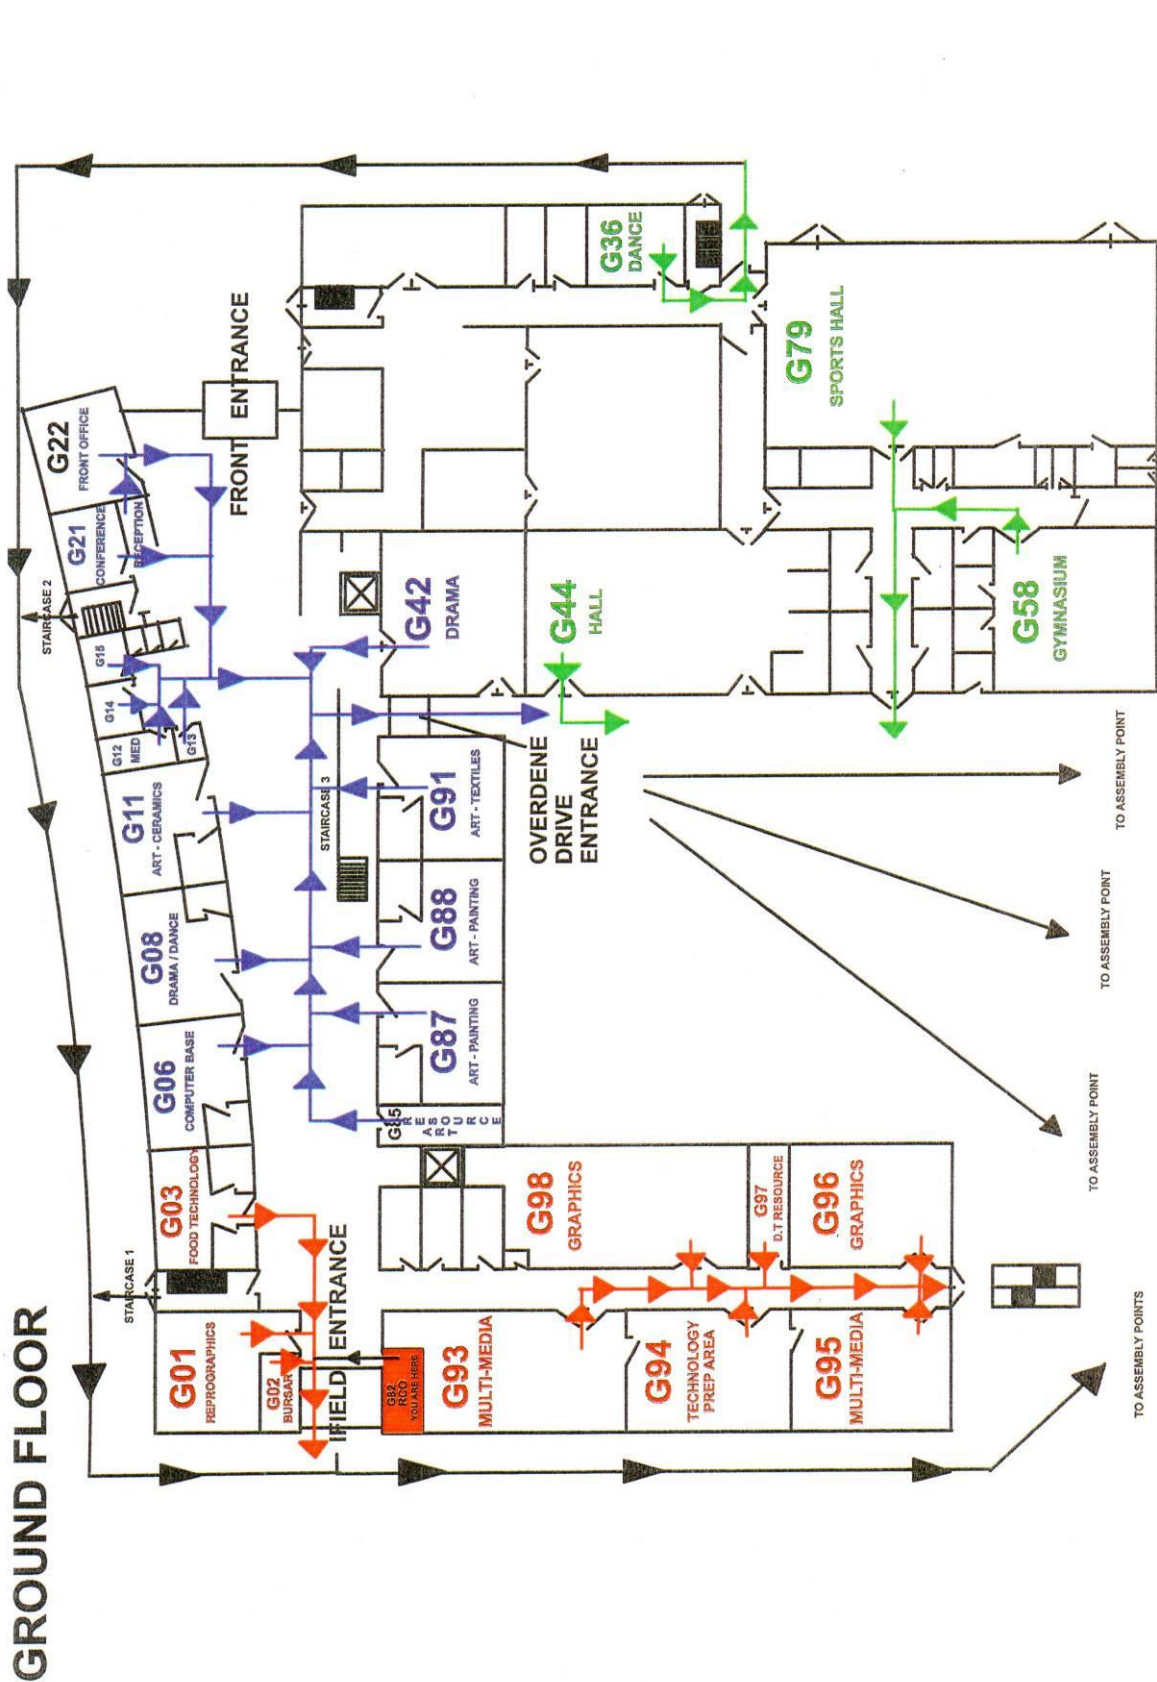 GROUND FLOOR
STAIRCASE 1
STAIRCASE 2
G01
REPROGRAPHICS
G02
BURSAR
G03
FOOD TECHNOLOGY
G06
COMPUTER BASE
G08
DRAMA / DANCE
G11
ART - CERAMICS
G12
MED
G13
G14
G15
G21
CONFERENCE
RECEPTION
G22
FRONT OFFICE
FRONT ENTRANCE
IFIELD ENTRANCE
STAIRCASE 3
G82
RCO
YOU ARE HERE
G85
ART
RESOURCE
G87
ART - PAINTING
G88
ART - PAINTING
G91
ART - TEXTILES
G42
DRAMA
G36
DANCE
G93
MULTI-MEDIA
G98
GRAPHICS
OVERDENE
DRIVE
ENTRANCE
G44
HALL
G94
TECHNOLOGY
PREP AREA
G97
D.T RESOURCE
G79
SPORTS HALL
G95
MULTI-MEDIA
G96
GRAPHICS
G58
GYMNASIUM
TO ASSEMBLY POINTS
TO ASSEMBLY POINT
TO ASSEMBLY POINT
TO ASSEMBLY POINT